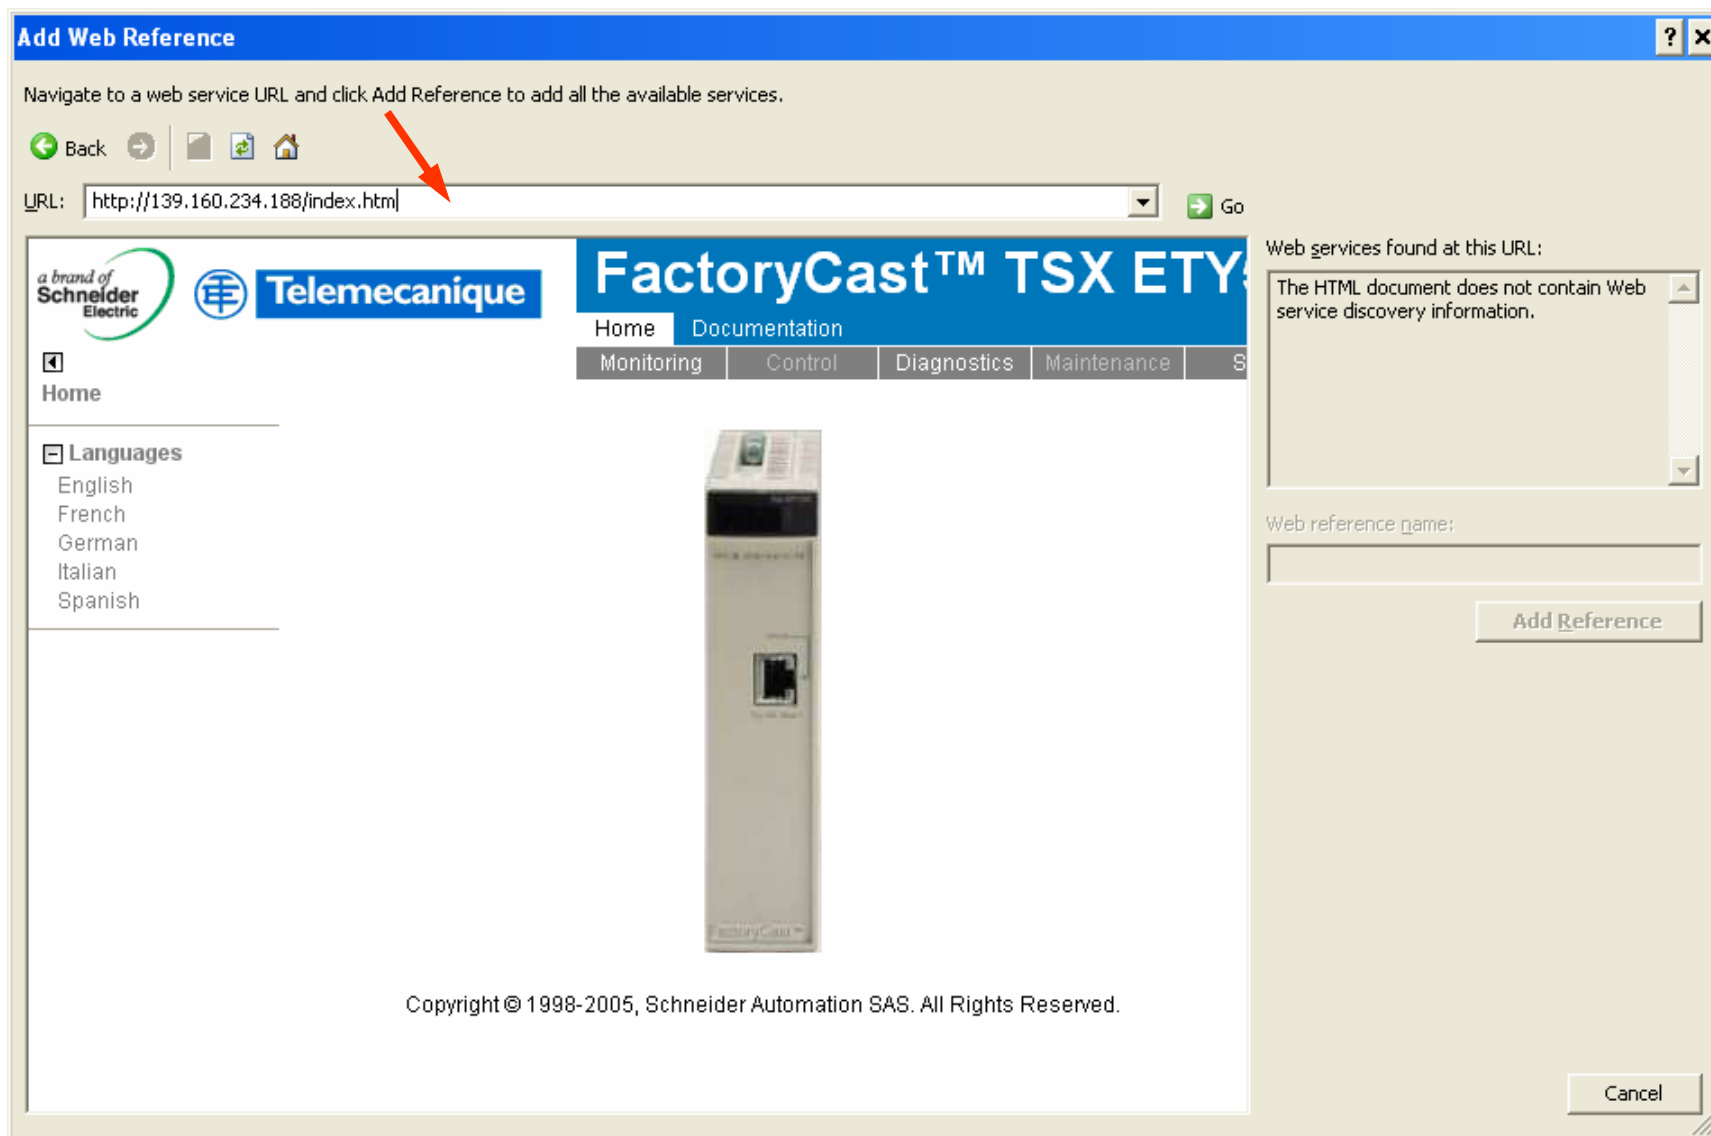 Add Web Reference
Navigate to a web service URL and click Add Reference to add all the available services.
Back
URL: http://139.160.234.188/index.htm Go
a brand of
Schneider
Electric
Telemecanique
FactoryCast™ TSX ETY
Home Documentation
Monitoring Control Diagnostics Maintenance S
Home
Languages
English
French
German
Italian
Spanish
FactoryCast™
Copyright © 1998-2005, Schneider Automation SAS. All Rights Reserved.
Web services found at this URL:
The HTML document does not contain Web
service discovery information.
Web reference name:
Add Reference
Cancel